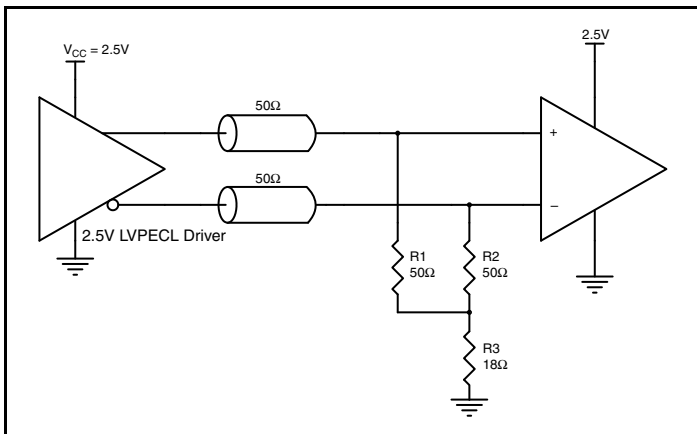 2.5V
V_CC = 2.5V
50Ω
+
50Ω
−
2.5V LVPECL Driver
R1
50Ω
R2
50Ω
R3
18Ω